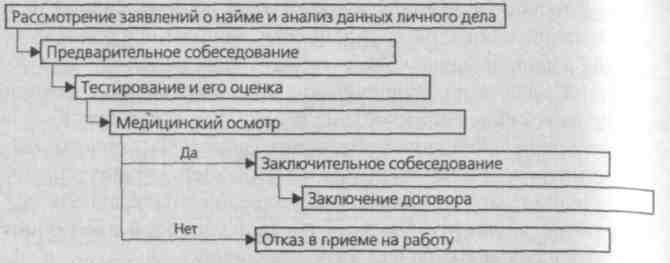 Рассмотрение заявлений о найме и анализ данных личного дела
Предварительное собеседование
Тестирование и его оценка
Медицинский осмотр
Да
Заключительное собеседование
Заключение договора
Нет
Отказ в приеме на работу